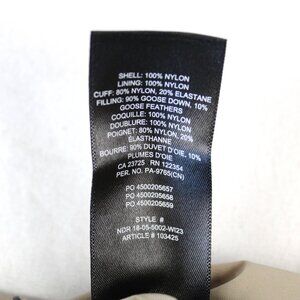 SHELL: 100% NYLON
LINING: 100% NYLON
CUFF: 80% NYLON, 20% ELASTANE
FILLING: 90% GOOSE DOWN, 10%
GOOSE FEATHERS
COQUILLE: 100% NYLON
DOUBLURE: 100% NYLON
POIGNET: 80% NYLON, 20%
ÉLASTHANNE
BOURRE: 90% DUVET D'OIE, 10%
PLUMES D'OIE
CA 23725 RN 122354
PER. NO. PA-9765(CN)
PO 4500205657
PO 4500205658
PO 4500205659
STYLE #
NDR 18-05-5002-WI23
ARTICLE # 103425